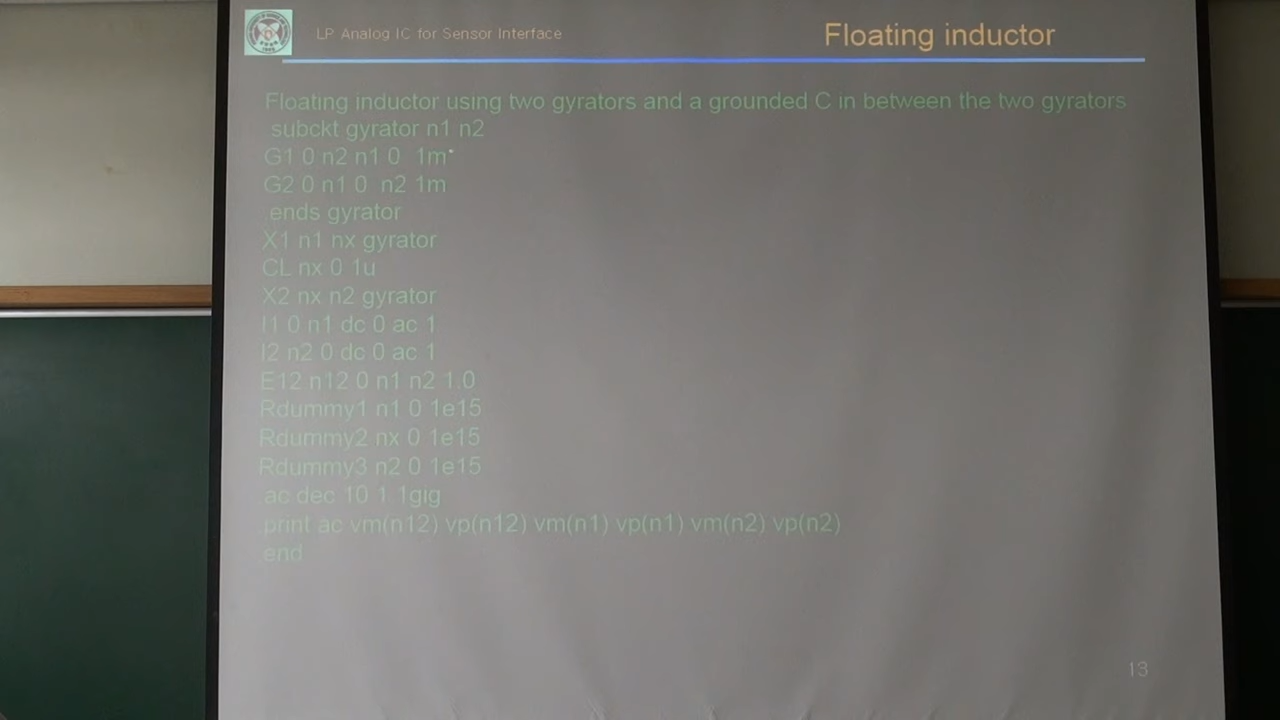 LP Analog IC for Sensor Interface
Floating inductor
Floating inductor using two gyrators and a grounded C in between the two gyrators
.subckt gyrator n1 n2
G1 0 n2 n1 0 1m
G2 0 n1 0 n2 1m
.ends gyrator
X1 n1 nx gyrator
CL nx 0 1u
X2 nx n2 gyrator
I1 0 n1 dc 0 ac 1
I2 n2 0 dc 0 ac 1
E12 n12 0 n1 n2 1.0
Rdummy1 n1 0 1e15
Rdummy2 nx 0 1e15
Rdummy3 n2 0 1e15
.ac dec 10 1 1gig
.print ac vm(n12) vp(n12) vm(n1) vp(n1) vm(n2) vp(n2)
.end
13